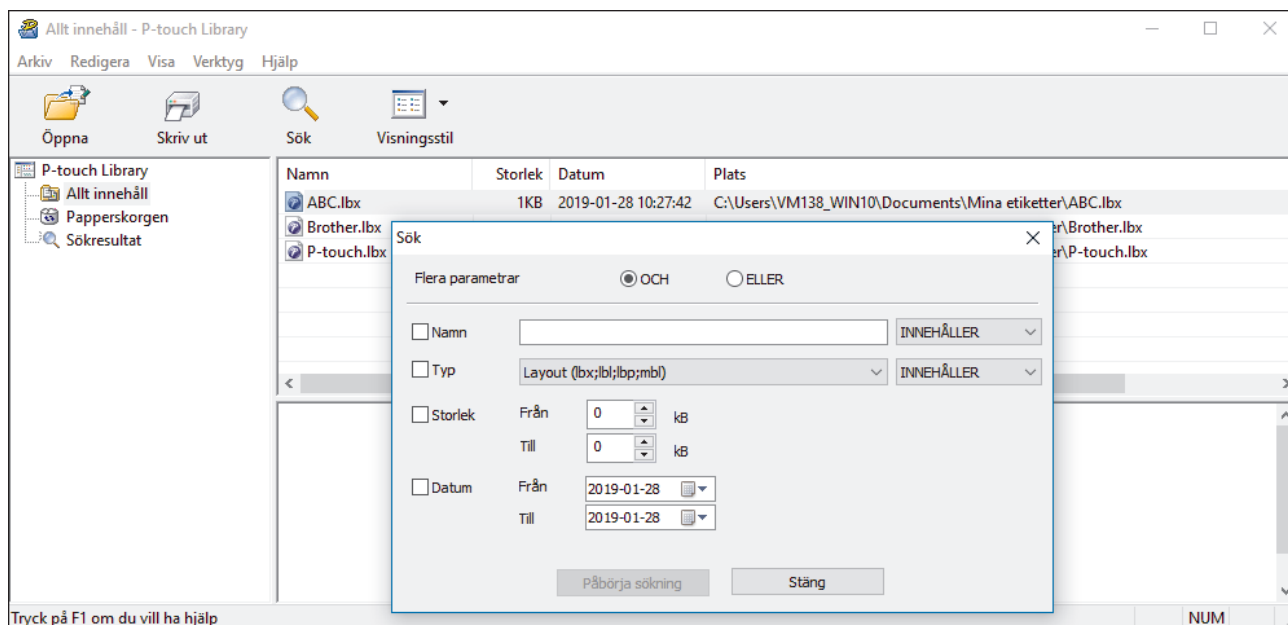 Allt innehåll - P-touch Library
Arkiv Redigera Visa Verktyg Hjälp
Öppna Skriv ut Sök Visningsstil
P-touch Library
Allt innehåll
Papperskorgen
Sökresultat
Namn Storlek Datum Plats
ABC.lbx 1KB 2019-01-28 10:27:42 C:\Users\VM138_WIN10\Documents\Mina etiketter\ABC.lbx
Brother.lbx er\Brother.lbx
P-touch.lbx er\P-touch.lbx
Sök
Flera parametrar OCH ELLER
Namn INNEHÅLLER
Typ Layout (lbx;lbl;lbp;mbl) INNEHÅLLER
Storlek Från 0 kB
Till 0 kB
Datum Från 2019-01-28
Till 2019-01-28
Påbörja sökning Stäng
Tryck på F1 om du vill ha hjälp NUM